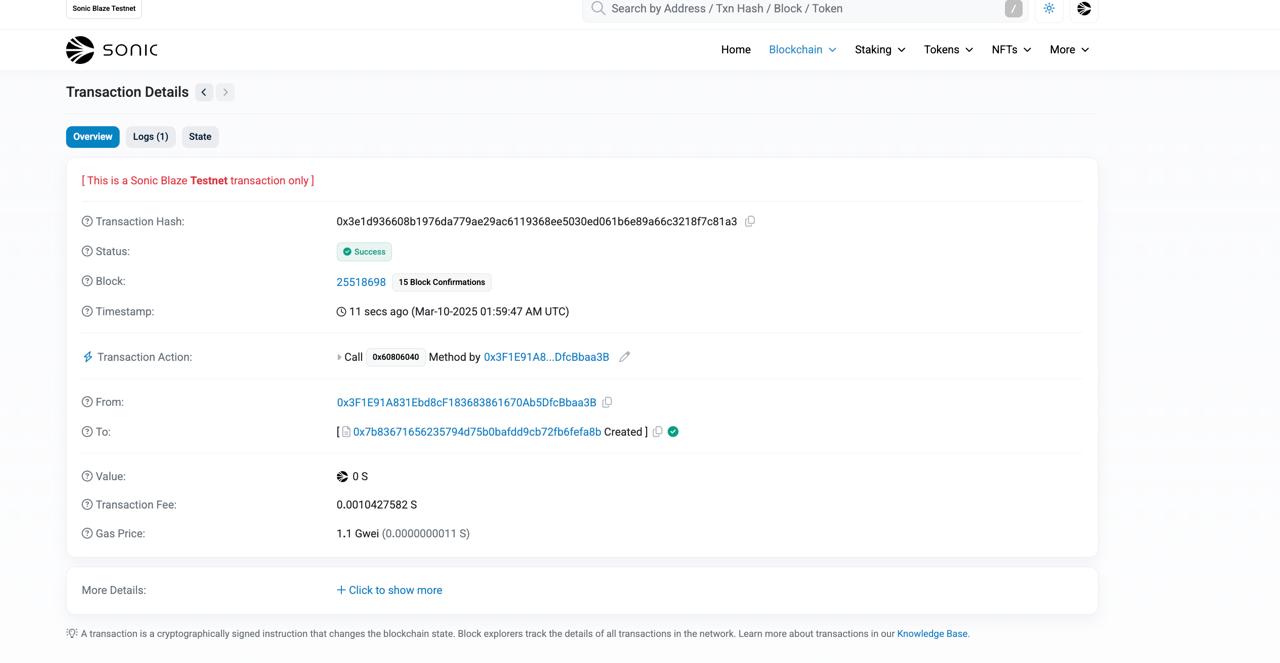 Sonic Blaze Testnet
Search by Address / Txn Hash / Block / Token /
SONIC Home Blockchain Staking Tokens NFTs More
Transaction Details
Overview Logs (1) State
[ This is a Sonic Blaze Testnet transaction only ]
Transaction Hash: 0x3e1d936608b1976da779ae29ac6119368ee5030ed061b6e89a66c3218f7c81a3
Status: Success
Block: 25518698 15 Block Confirmations
Timestamp: 11 secs ago (Mar-10-2025 01:59:47 AM UTC)
Transaction Action: Call 0x60806040 Method by 0x3F1E91A8...DfcBbaa3B
From: 0x3F1E91A831Ebd8cF183683861670Ab5DfcBbaa3B
To: [ 0x7b83671656235794d75b0bafdd9cb72fb6fefa8b Created ]
Value: 0 S
Transaction Fee: 0.0010427582 S
Gas Price: 1.1 Gwei (0.0000000011 S)
More Details: + Click to show more
A transaction is a cryptographically signed instruction that changes the blockchain state. Block explorers track the details of all transactions in the network. Learn more about transactions in our Knowledge Base.